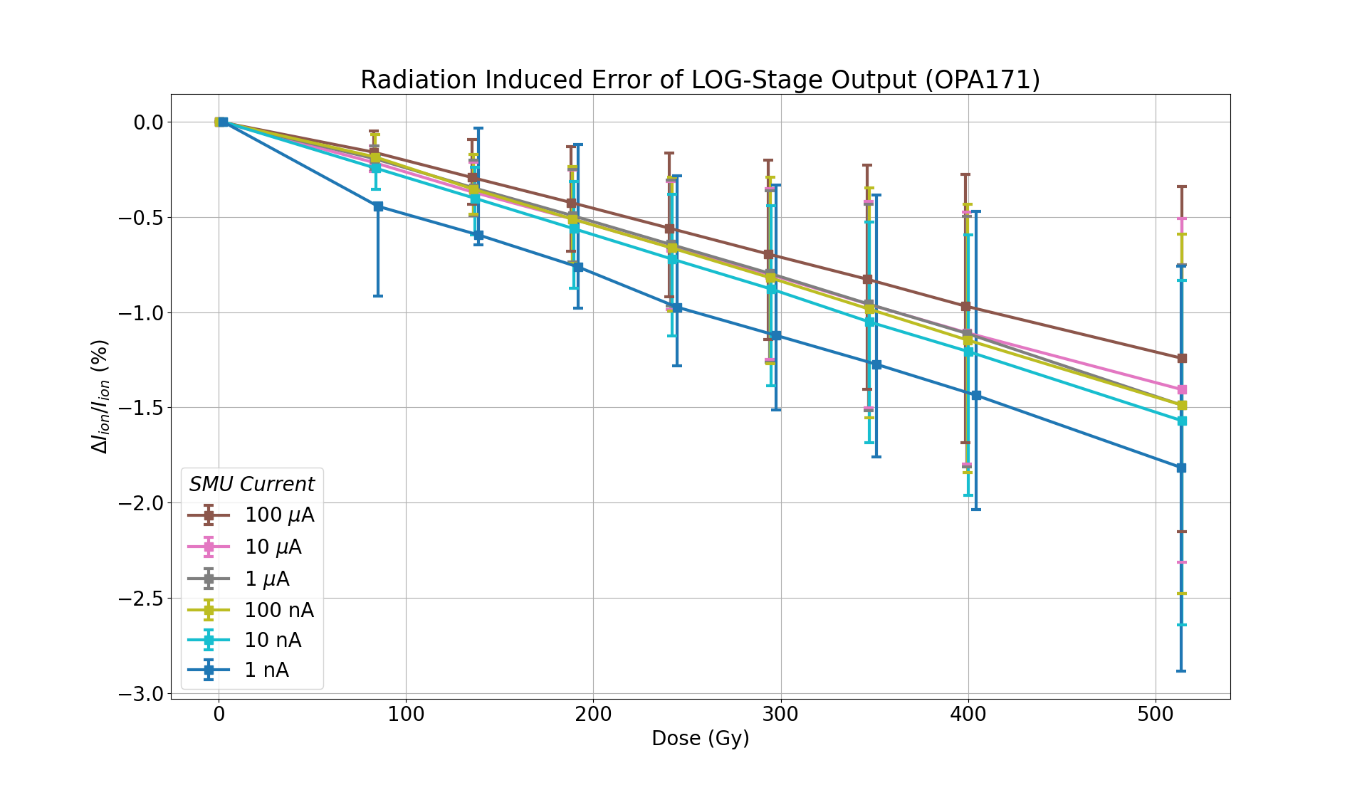 Radiation Induced Error of LOG-Stage Output (OPA171)
0.0
−0.5
−1.0
−1.5
−2.0
−2.5
−3.0
ΔI_ion/I_ion (%)
SMU Current
100 μA
10 μA
1 μA
100 nA
10 nA
1 nA
0 100 200 300 400 500
Dose (Gy)